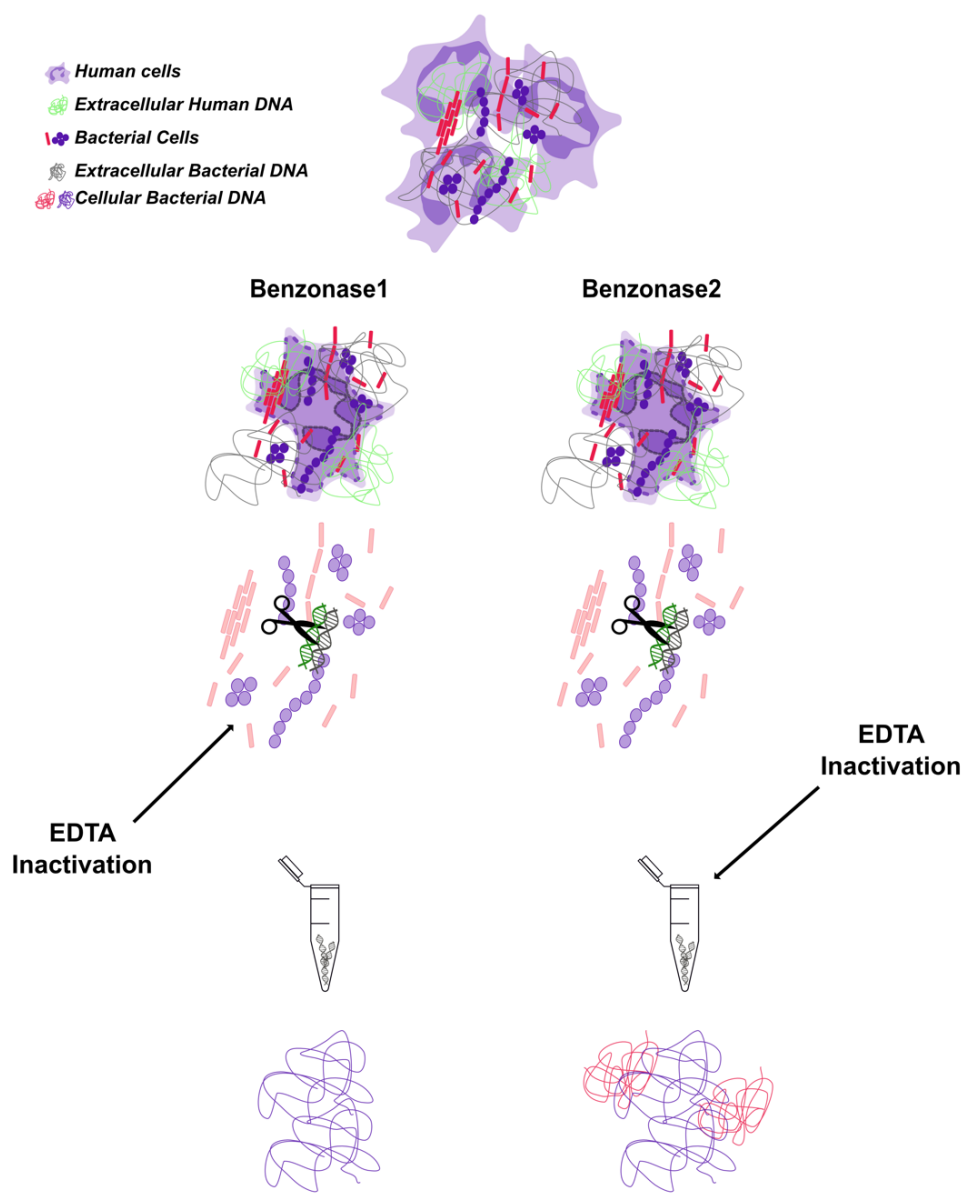 Human cells
Extracellular Human DNA
Bacterial Cells
Extracellular Bacterial DNA
Cellular Bacterial DNA
Benzonase1
Benzonase2
EDTA
Inactivation
EDTA
Inactivation